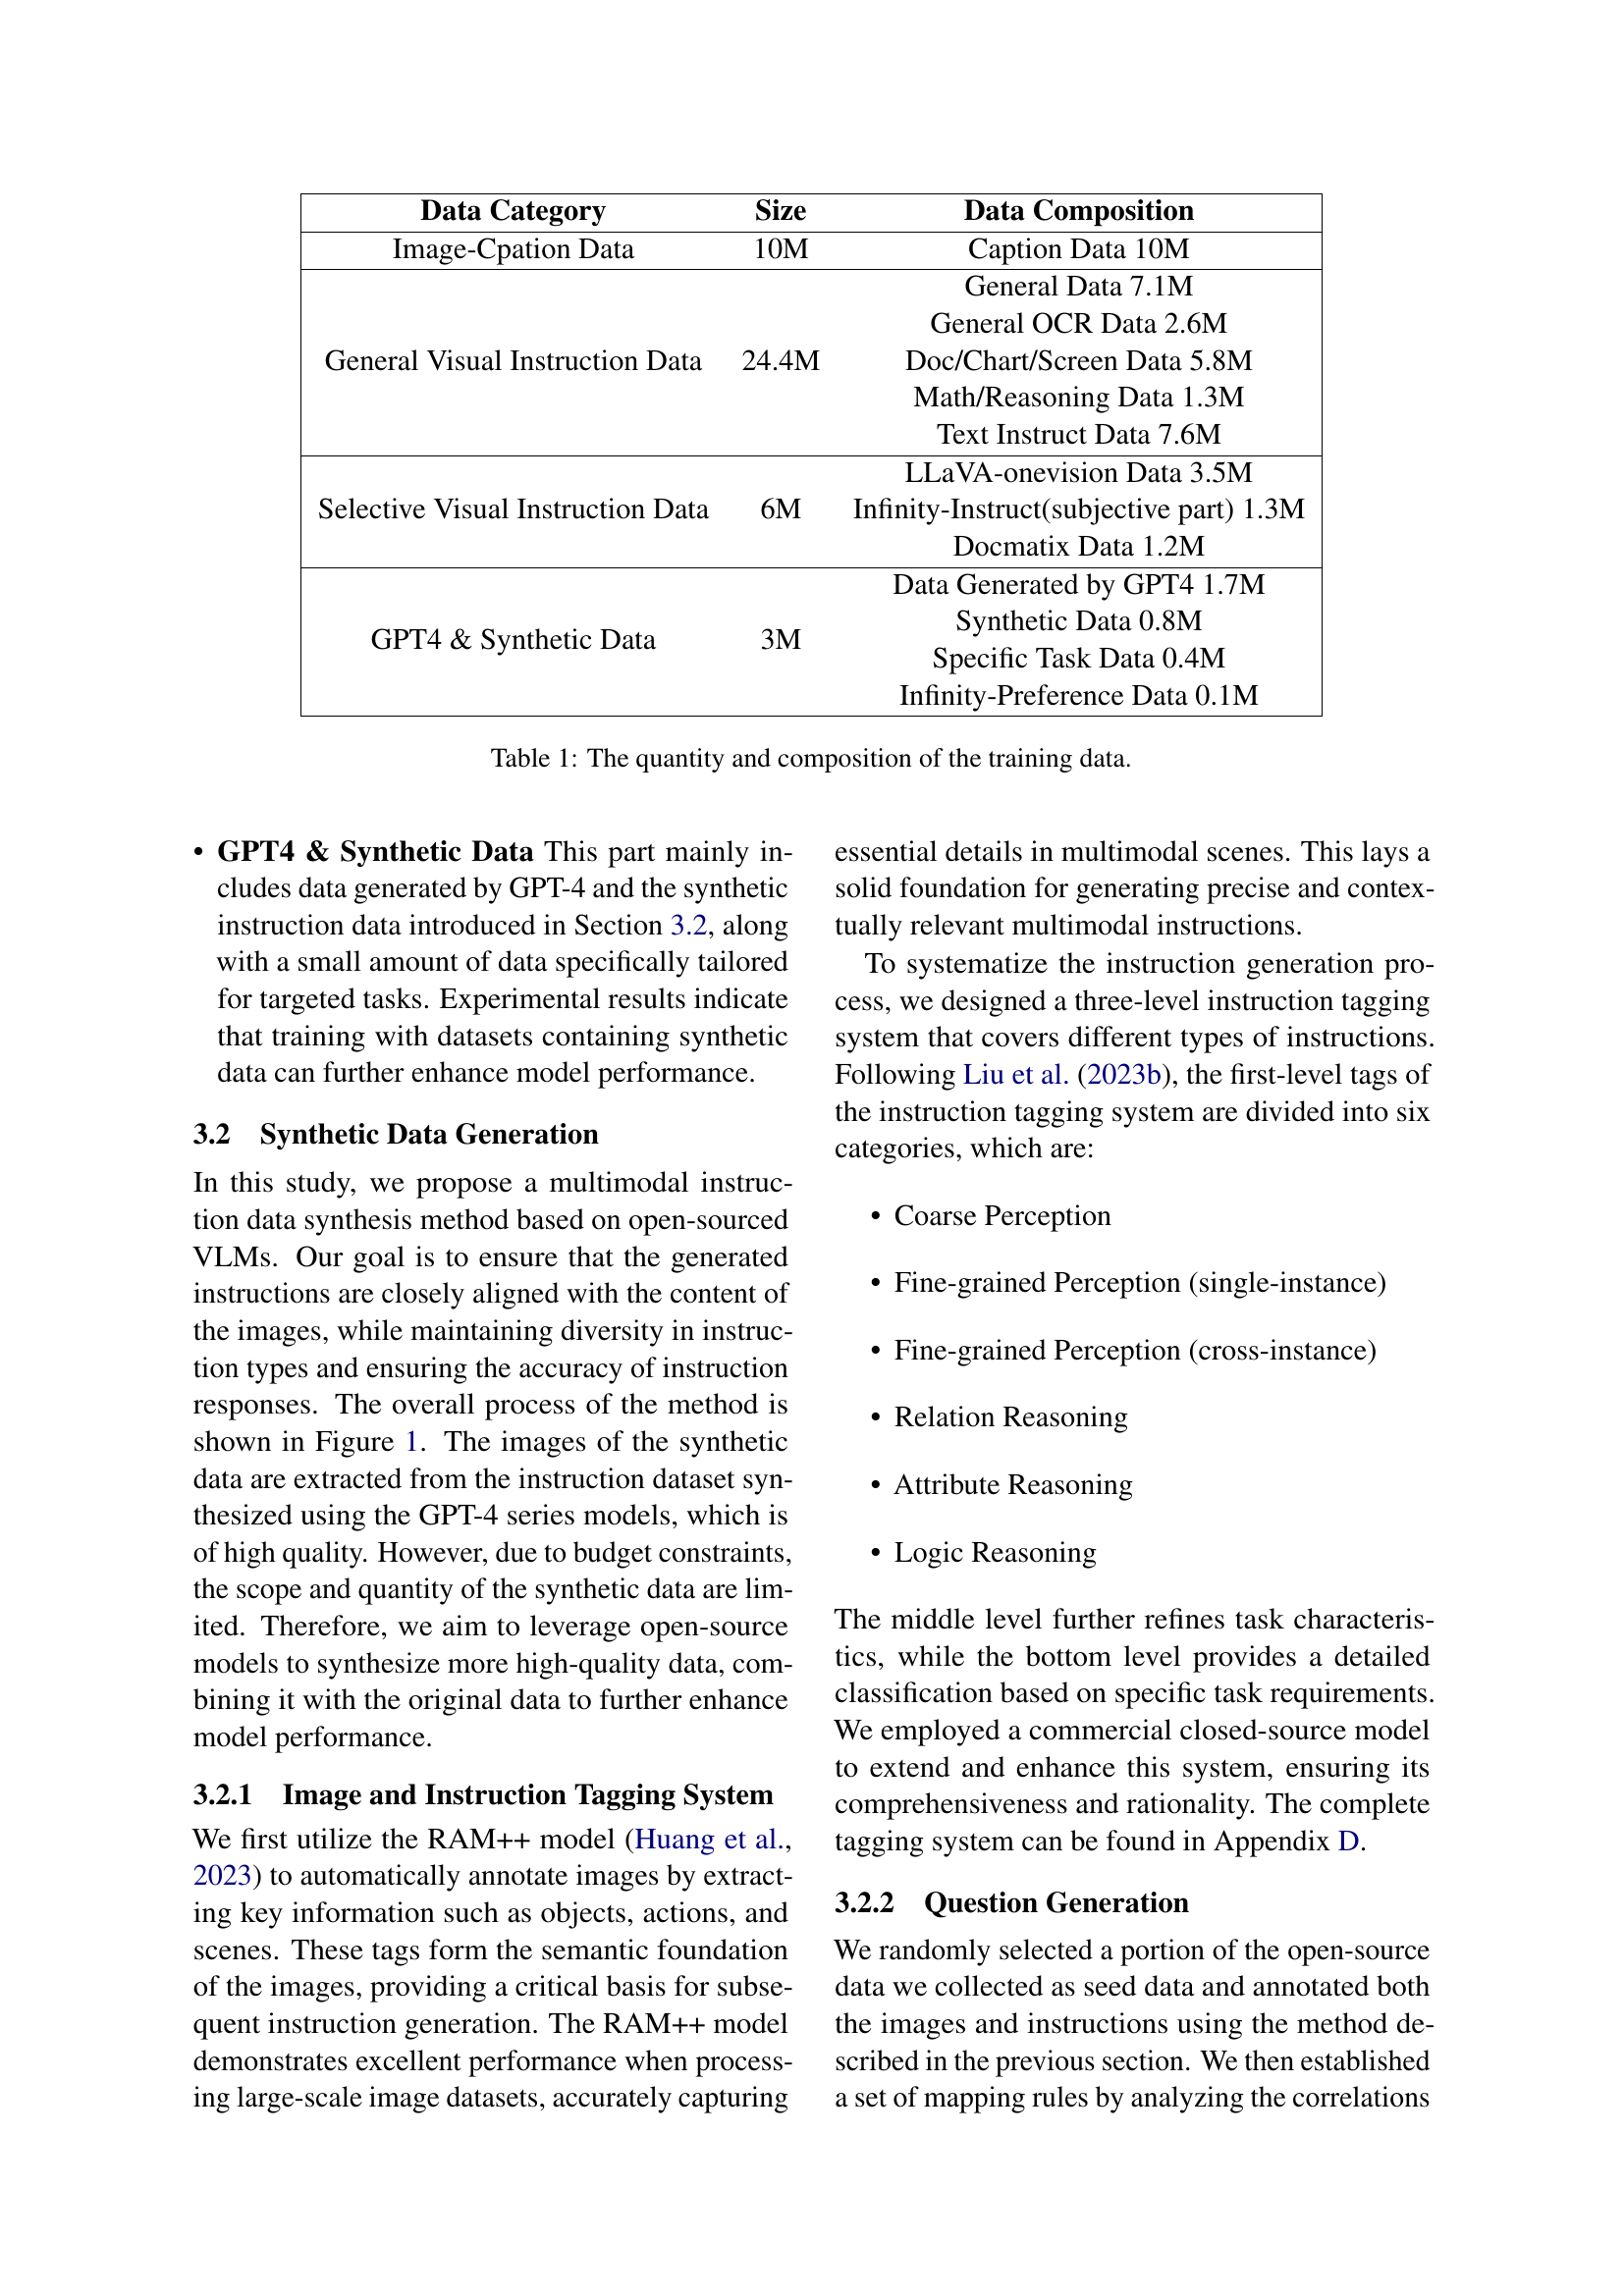 Data Category Size Data Composition
Image-Cpation Data 10M Caption Data 10M
General Data 7.1M
General OCR Data 2.6M
General Visual Instruction Data 24.4M Doc/Chart/Screen Data 5.8M
Math/Reasoning Data 1.3M
Text Instruct Data 7.6M
LLaVA-onevision Data 3.5M
Selective Visual Instruction Data 6M Infinity-Instruct(subjective part) 1.3M
Docmatix Data 1.2M
Data Generated by GPT4 1.7M
Synthetic Data 0.8M
GPT4 & Synthetic Data 3M
Specific Task Data 0.4M
Infinity-Preference Data 0.1M
Table 1: The quantity and composition of the training data.
• GPT4 & Synthetic Data This part mainly in-
cludes data generated by GPT-4 and the synthetic
instruction data introduced in Section 3.2, along
with a small amount of data specifically tailored
for targeted tasks. Experimental results indicate
that training with datasets containing synthetic
data can further enhance model performance.
3.2 Synthetic Data Generation
In this study, we propose a multimodal instruc-
tion data synthesis method based on open-sourced
VLMs. Our goal is to ensure that the generated
instructions are closely aligned with the content of
the images, while maintaining diversity in instruc-
tion types and ensuring the accuracy of instruction
responses. The overall process of the method is
shown in Figure 1. The images of the synthetic
data are extracted from the instruction dataset syn-
thesized using the GPT-4 series models, which is
of high quality. However, due to budget constraints,
the scope and quantity of the synthetic data are lim-
ited. Therefore, we aim to leverage open-source
models to synthesize more high-quality data, com-
bining it with the original data to further enhance
model performance.
3.2.1 Image and Instruction Tagging System
We first utilize the RAM++ model (Huang et al.,
2023) to automatically annotate images by extract-
ing key information such as objects, actions, and
scenes. These tags form the semantic foundation
of the images, providing a critical basis for subse-
quent instruction generation. The RAM++ model
demonstrates excellent performance when process-
ing large-scale image datasets, accurately capturing
essential details in multimodal scenes. This lays a
solid foundation for generating precise and contex-
tually relevant multimodal instructions.
To systematize the instruction generation pro-
cess, we designed a three-level instruction tagging
system that covers different types of instructions.
Following Liu et al. (2023b), the first-level tags of
the instruction tagging system are divided into six
categories, which are:
• Coarse Perception
• Fine-grained Perception (single-instance)
• Fine-grained Perception (cross-instance)
• Relation Reasoning
• Attribute Reasoning
• Logic Reasoning
The middle level further refines task characteris-
tics, while the bottom level provides a detailed
classification based on specific task requirements.
We employed a commercial closed-source model
to extend and enhance this system, ensuring its
comprehensiveness and rationality. The complete
tagging system can be found in Appendix D.
3.2.2 Question Generation
We randomly selected a portion of the open-source
data we collected as seed data and annotated both
the images and instructions using the method de-
scribed in the previous section. We then established
a set of mapping rules by analyzing the correlations